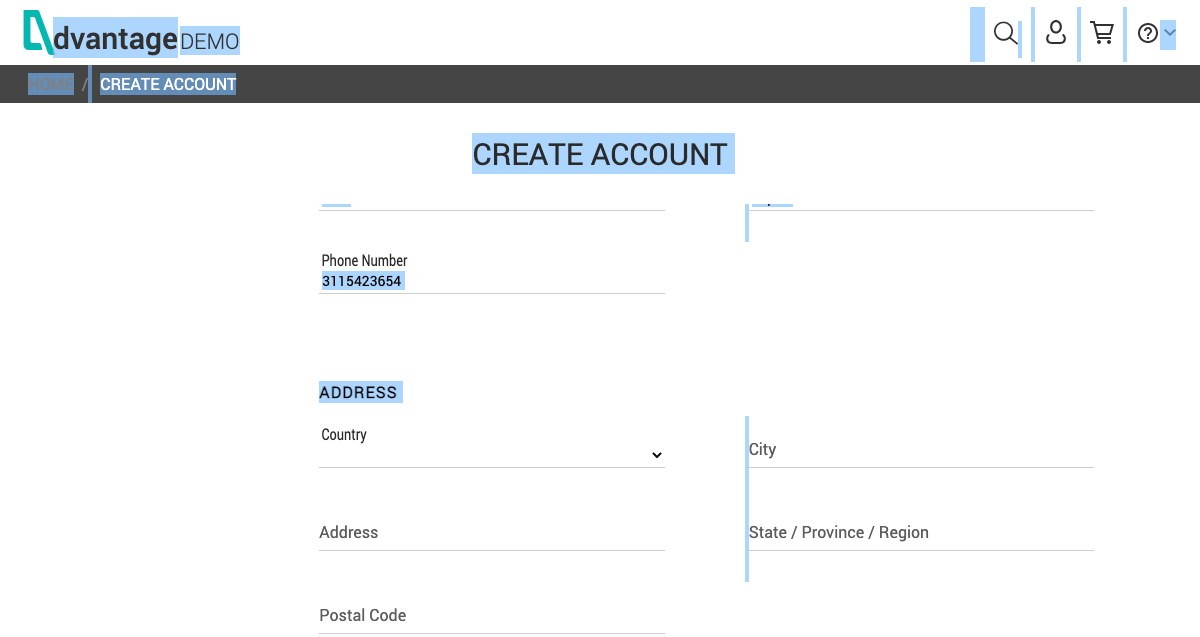 dvantage DEMO
HOME / CREATE ACCOUNT
CREATE ACCOUNT
Phone Number
3115423654
ADDRESS
Country
City
Address
State / Province / Region
Postal Code